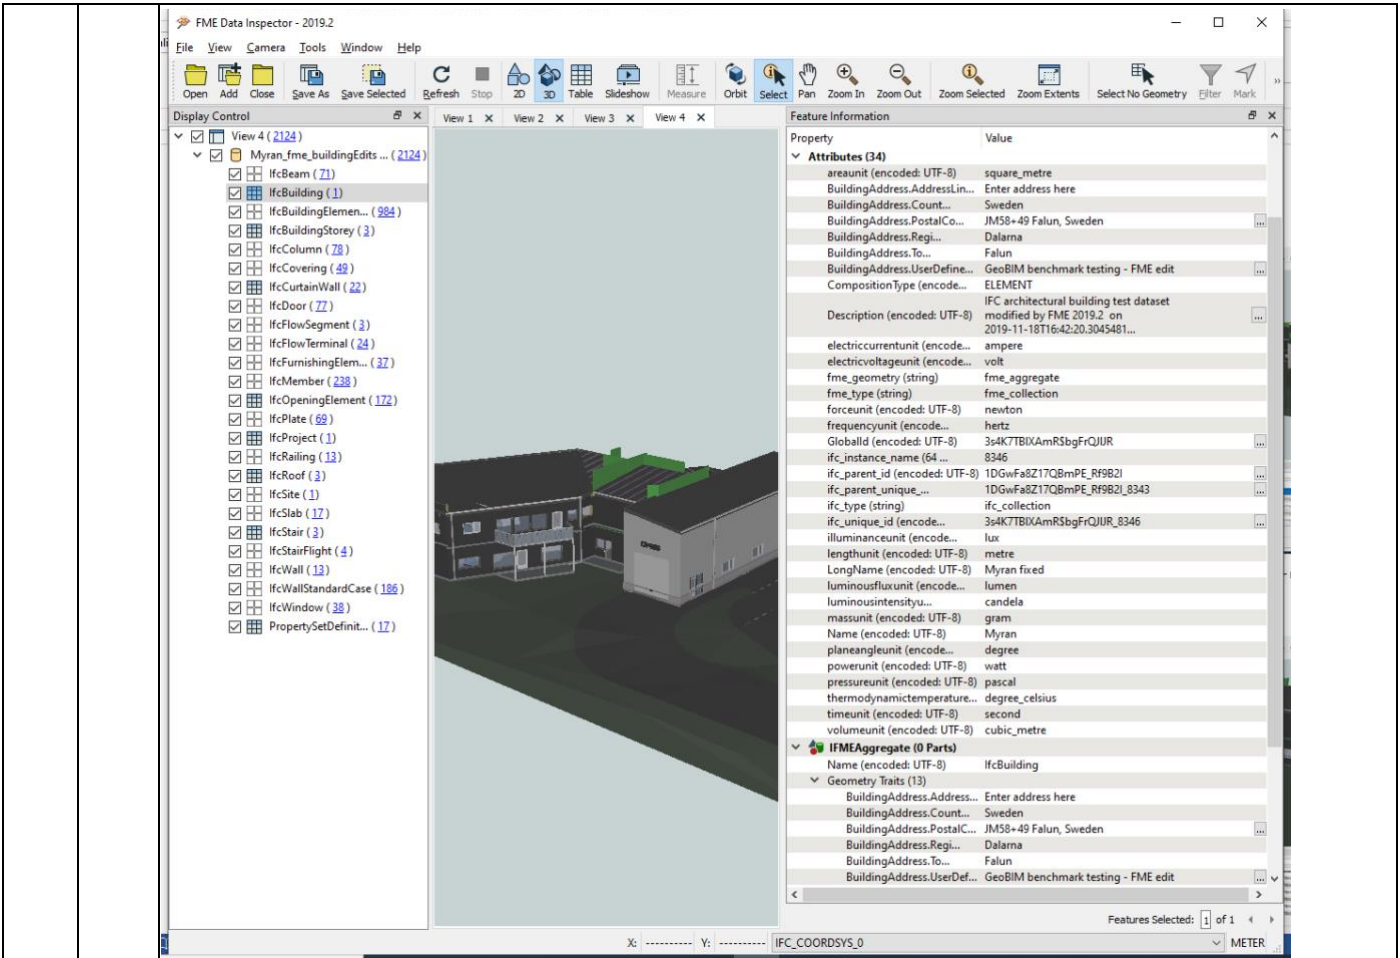 FME Data Inspector - 2019.2
File View Camera Tools Window Help
Open Add Close Save As Save Selected Refresh Stop 2D 3D Table Slideshow Measure Orbit Select Pan Zoom In Zoom Out Zoom Selected Zoom Extents Select No Geometry Filter Mark »
Display Control
View 1 View 2 View 3 View 4
View 4 ( 2124 )
Myran_fme_buildingEdits ... ( 2124 )
IfcBeam ( 71 )
IfcBuilding ( 1 )
IfcBuildingElemen... ( 984 )
IfcBuildingStorey ( 3 )
IfcColumn ( 78 )
IfcCovering ( 49 )
IfcCurtainWall ( 22 )
IfcDoor ( 77 )
IfcFlowSegment ( 3 )
IfcFlowTerminal ( 24 )
IfcFurnishingElem... ( 37 )
IfcMember ( 238 )
IfcOpeningElement ( 172 )
IfcPlate ( 69 )
IfcProject ( 1 )
IfcRailing ( 13 )
IfcRoof ( 3 )
IfcSite ( 1 )
IfcSlab ( 17 )
IfcStair ( 3 )
IfcStairFlight ( 4 )
IfcWall ( 13 )
IfcWallStandardCase ( 186 )
IfcWindow ( 38 )
PropertySetDefinit... ( 17 )
Feature Information
Property Value
Attributes (34)
areaunit (encoded: UTF-8) square_metre
BuildingAddress.AddressLin... Enter address here
BuildingAddress.Count... Sweden
BuildingAddress.PostalCo... JM58+49 Falun, Sweden ...
BuildingAddress.Regi... Dalarna
BuildingAddress.To... Falun
BuildingAddress.UserDefine... GeoBIM benchmark testing - FME edit ...
CompositionType (encode... ELEMENT
Description (encoded: UTF-8) IFC architectural building test dataset
modified by FME 2019.2 on ...
2019-11-18T16:42:20.3045481...
electriccurrentunit (encode... ampere
electricvoltageunit (encode... volt
fme_geometry (string) fme_aggregate
fme_type (string) fme_collection
forceunit (encoded: UTF-8) newton
frequencyunit (encode... hertz
GlobalId (encoded: UTF-8) 3s4K7TBIXAmR$bgFrQJIJR ...
ifc_instance_name (64 ... 8346
ifc_parent_id (encoded: UTF-8) 1DGwFa8Z17QBmPE_Rf9B2I ...
ifc_parent_unique_... 1DGwFa8Z17QBmPE_Rf9B2I_8343 ...
ifc_type (string) ifc_collection
ifc_unique_id (encode... 3s4K7TBIXAmR$bgFrQJIJR_8346 ...
illuminanceunit (encode... lux
lengthunit (encoded: UTF-8) metre
LongName (encoded: UTF-8) Myran fixed
luminousfluxunit (encode... lumen
luminousintensityu... candela
massunit (encoded: UTF-8) gram
Name (encoded: UTF-8) Myran
planeangleunit (encode... degree
powerunit (encoded: UTF-8) watt
pressureunit (encoded: UTF-8) pascal
thermodynamictemperature... degree_celsius
timeunit (encoded: UTF-8) second
volumeunit (encoded: UTF-8) cubic_metre
IFMEAggregate (0 Parts)
Name (encoded: UTF-8) IfcBuilding
Geometry Traits (13)
BuildingAddress.Address... Enter address here
BuildingAddress.Count... Sweden
BuildingAddress.PostalC... JM58+49 Falun, Sweden ...
BuildingAddress.Regi... Dalarna
BuildingAddress.To... Falun
BuildingAddress.UserDef... GeoBIM benchmark testing - FME edit ...
Features Selected: 1 of 1
X: ---------- Y: ---------- IFC_COORDSYS_0 METER